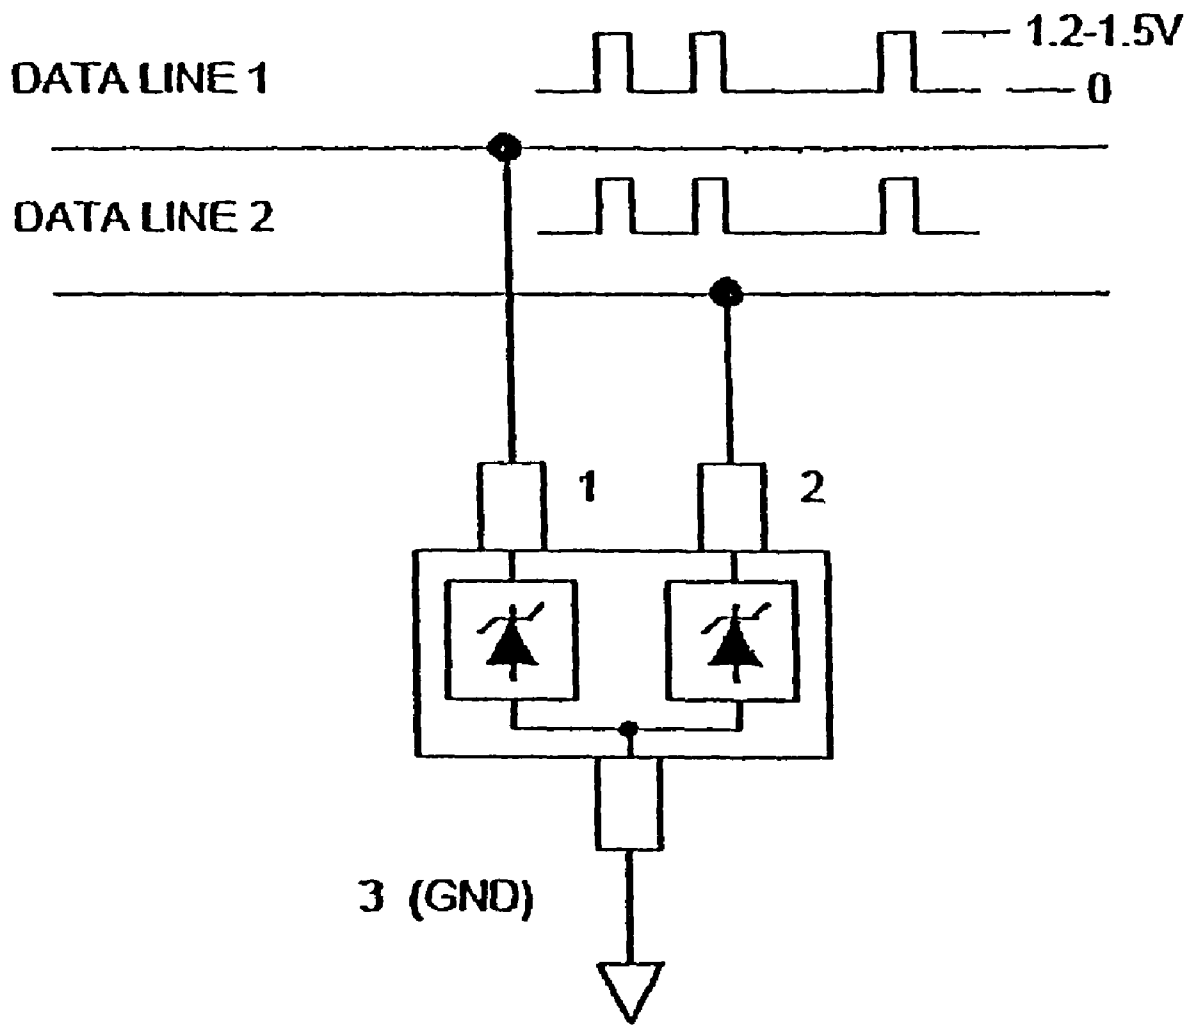 1.2-1.5V
DATA LINE 1
0
DATA LINE 2
1
2
3 (GND)